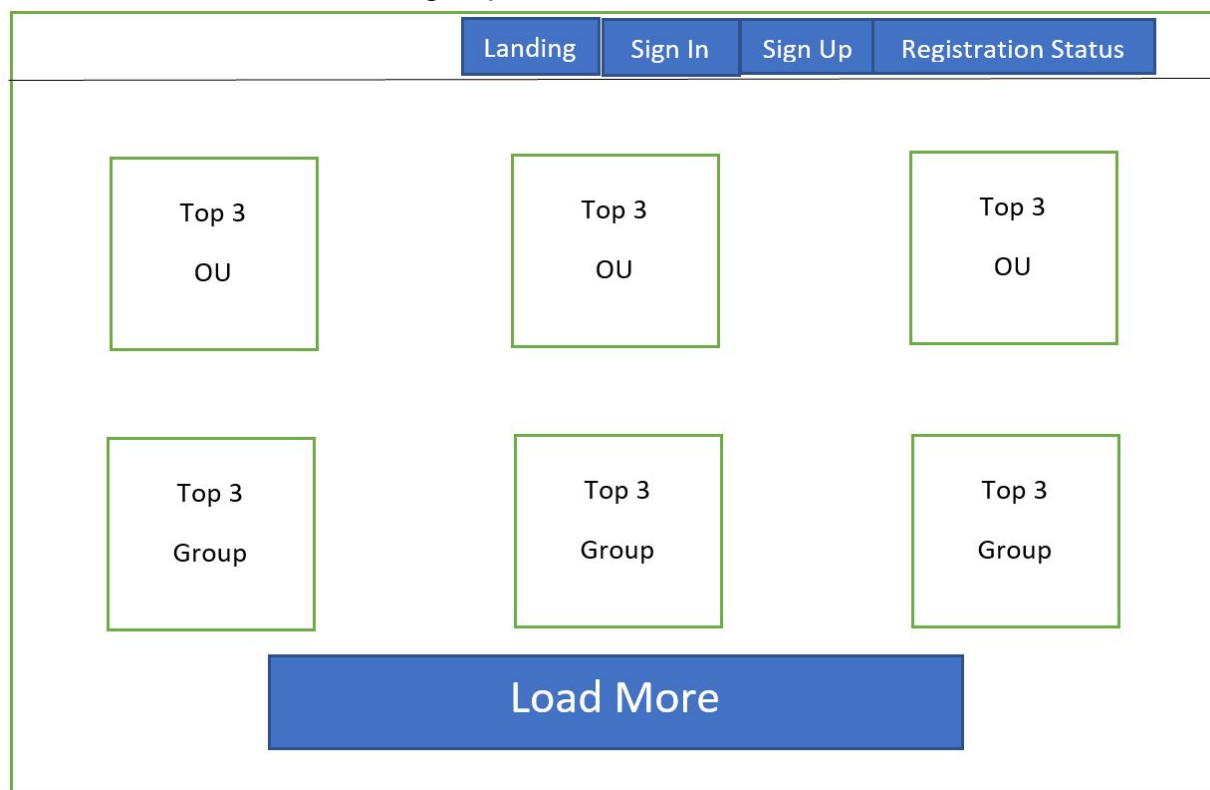 Landing Sign In Sign Up Registration Status
Top 3 Top 3 Top 3
OU OU OU
Top 3 Top 3 Top 3
Group Group Group
Load More